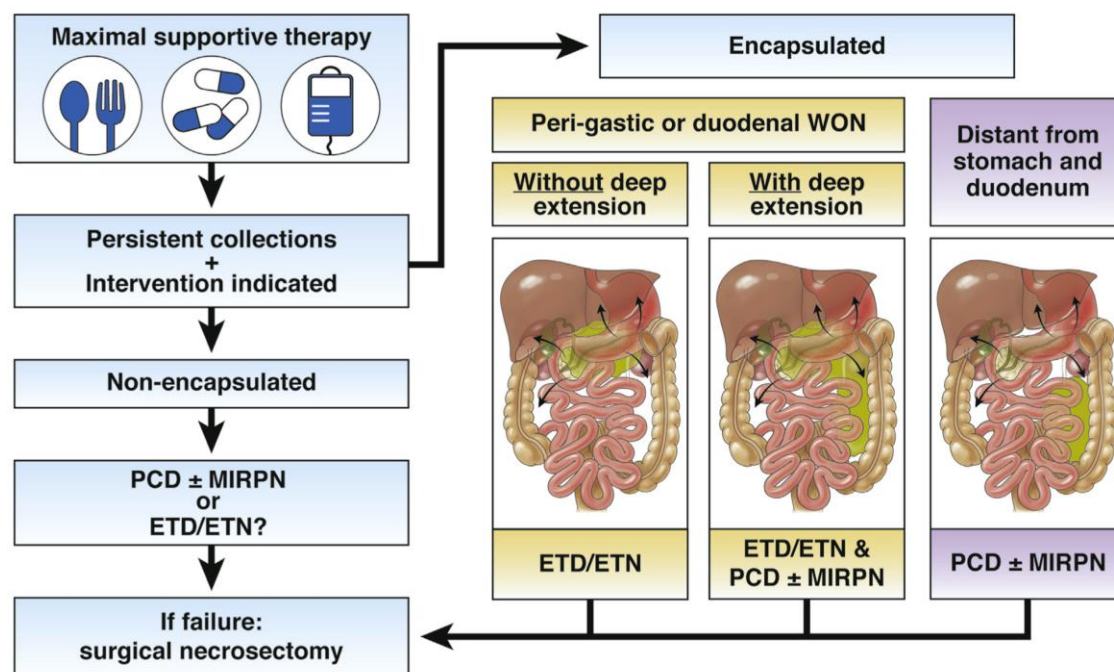 Maximal supportive therapy
Persistent collections
+
Intervention indicated
Non-encapsulated
PCD ± MIRPN
or
ETD/ETN?
If failure:
surgical necrosectomy
Encapsulated
Peri-gastic or duodenal WON
Without deep
extension
With deep
extension
Distant from
stomach and
duodenum
ETD/ETN
ETD/ETN &
PCD ± MIRPN
PCD ± MIRPN